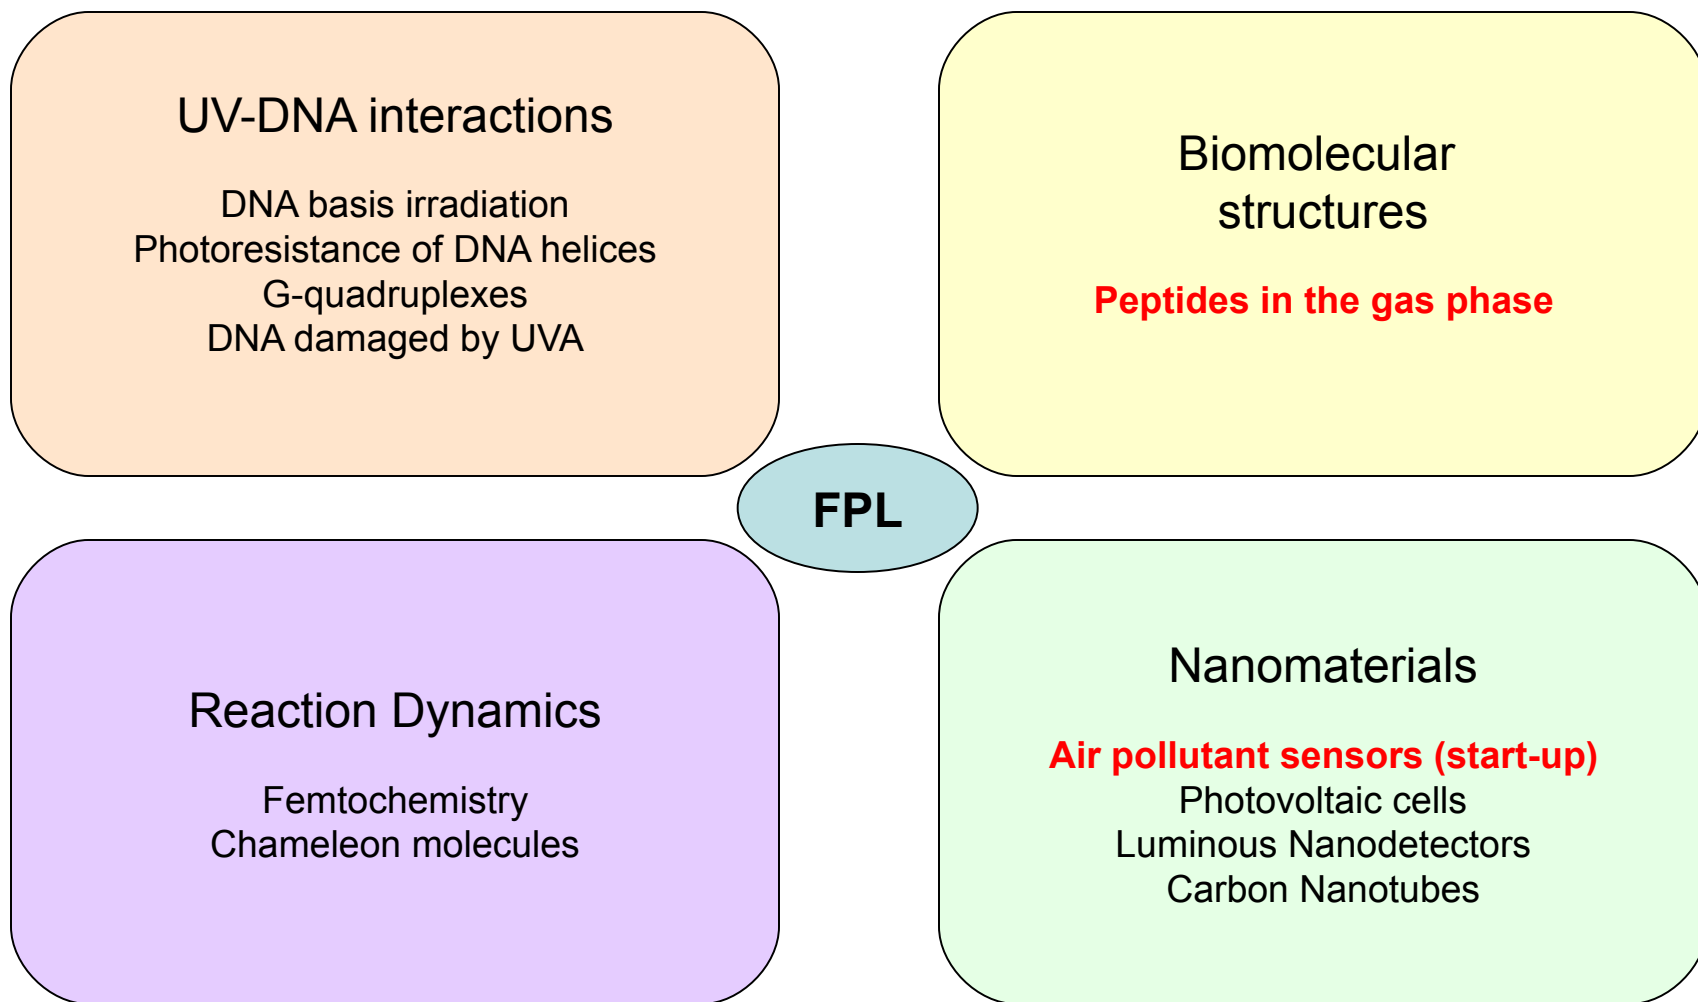 UV-DNA interactions
DNA basis irradiation
Photoresistance of DNA helices
G-quadruplexes
DNA damaged by UVA
Biomolecular
structures
Peptides in the gas phase
FPL
Reaction Dynamics
Femtochemistry
Chameleon molecules
Nanomaterials
Air pollutant sensors (start-up)
Photovoltaic cells
Luminous Nanodetectors
Carbon Nanotubes